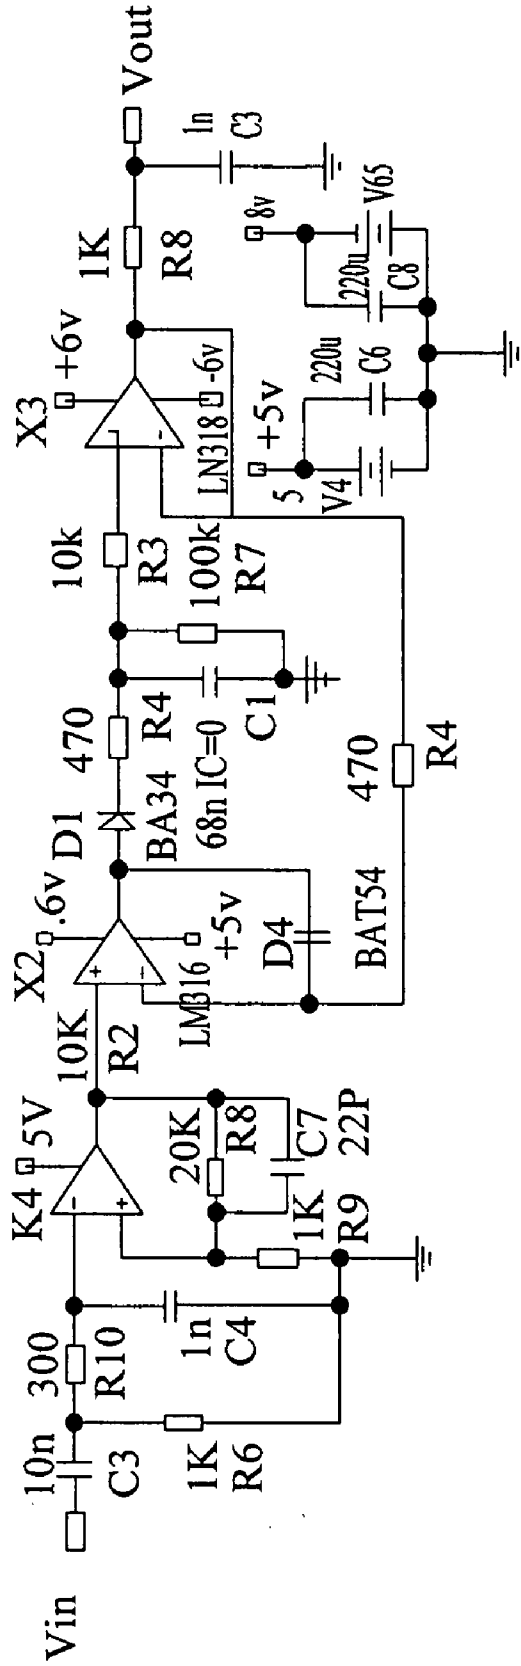 Vin
10n
C3
1K
R6
300
R10
1n
C4
K4
5V
-
+
1K
R9
20K
R8
C7
22P
10K
R2
X2
.6v
+
-
LM316
+5v
D4
BAT54
D1
BA34
470
R4
68n IC=0
C1
470
R4
10k
R3
100k
R7
X3
+6v
-
-6v
LN318
1K
R8
Vout
1n
C3
5
+5v
V4
220u
C6
8v
220u
C8
V65